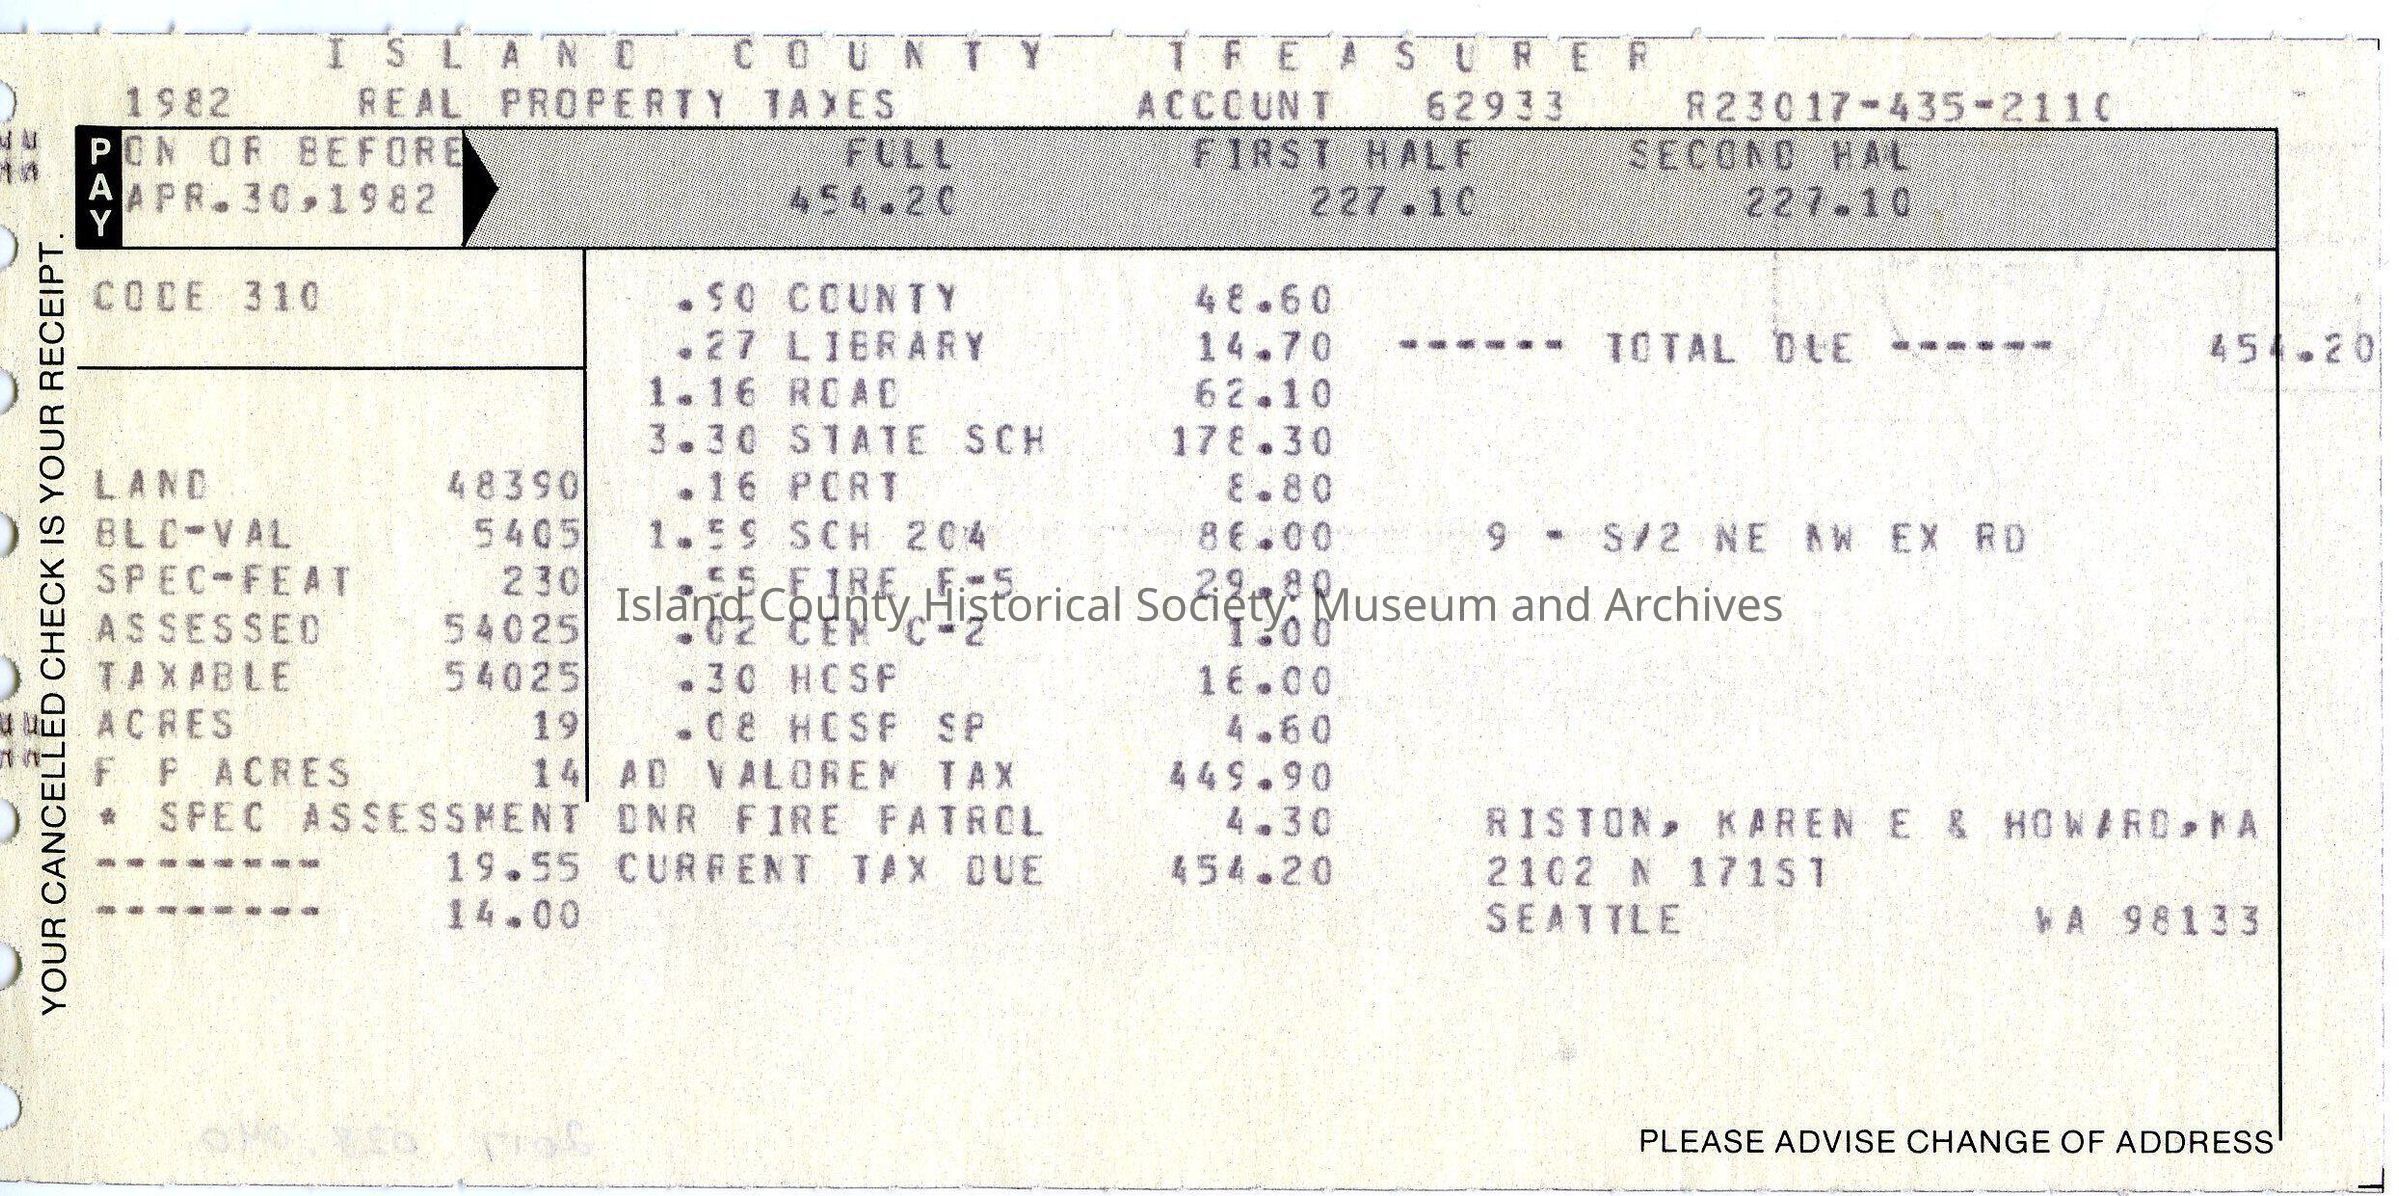 ISLAND COUNTY TREASURER
1982 REAL PROPERTY TAXES ACCOUNT 62933 R23017-435-2110
PAY
ON OR BEFORE FULL FIRST HALF SECOND HAL
APR.30,1982 454.20 227.10 227.10
YOUR CANCELLED CHECK IS YOUR RECEIPT.
CODE 310 .90 COUNTY 48.60
.27 LIBRARY 14.70 ------ TOTAL DUE ------ 454.20
1.16 ROAD 62.10
3.30 STATE SCH 178.30
LAND 48390 .16 PORT 8.80
BLD-VAL 5405 1.59 SCH 204 86.00 9 - S/2 NE NW EX RD
SPEC-FEAT 230 .55 FIRE F-5 29.80
Island County Historical Society; Museum and Archives
ASSESSED 54025 .02 CEM C-2 1.00
TAXABLE 54025 .30 HOSP 16.00
ACRES 19 .08 HOSP SP 4.60
F P ACRES 14 AD VALOREM TAX 449.90
* SPEC ASSESSMENT DNR FIRE PATROL 4.30 RISTON, KAREN E & HOWARD,MA
-------- 19.55 CURRENT TAX DUE 454.20 2102 N 171ST
-------- 14.00 SEATTLE WA 98133
PLEASE ADVISE CHANGE OF ADDRESS